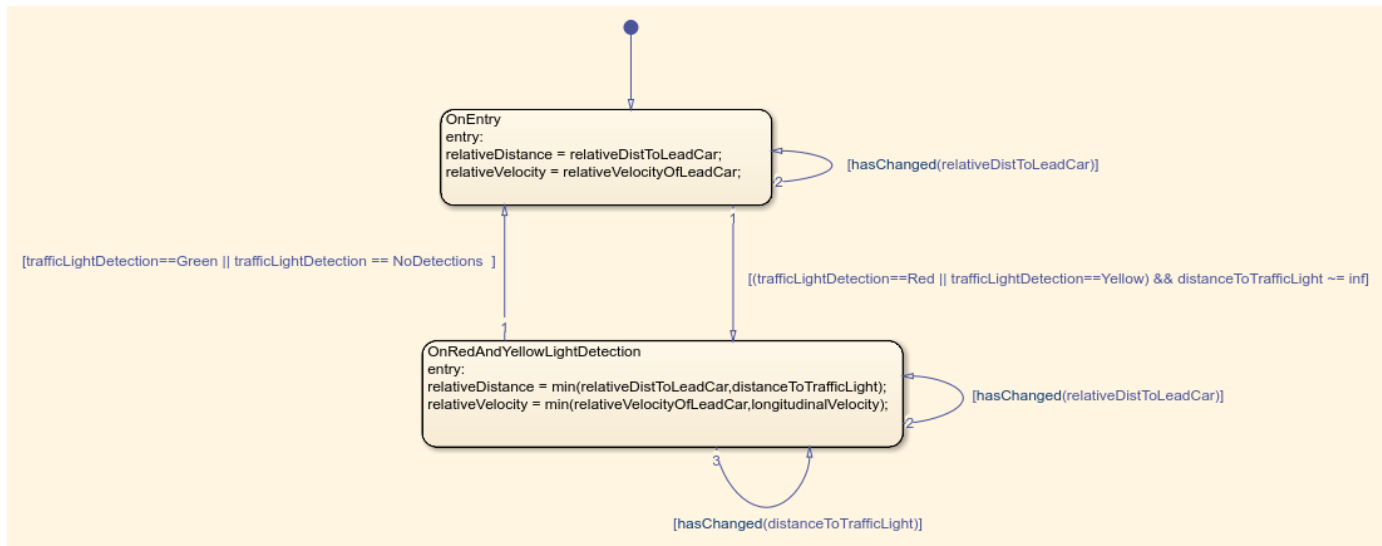 OnEntry
entry:
relativeDistance = relativeDistToLeadCar;
relativeVelocity = relativeVelocityOfLeadCar;
2
[hasChanged(relativeDistToLeadCar)]
1
[trafficLightDetection==Green || trafficLightDetection == NoDetections  ]
[(trafficLightDetection==Red || trafficLightDetection==Yellow) && distanceToTrafficLight ~= inf]
1
OnRedAndYellowLightDetection
entry:
relativeDistance = min(relativeDistToLeadCar,distanceToTrafficLight);
relativeVelocity = min(relativeVelocityOfLeadCar,longitudinalVelocity);
[hasChanged(relativeDistToLeadCar)]
2
3
[hasChanged(distanceToTrafficLight)]